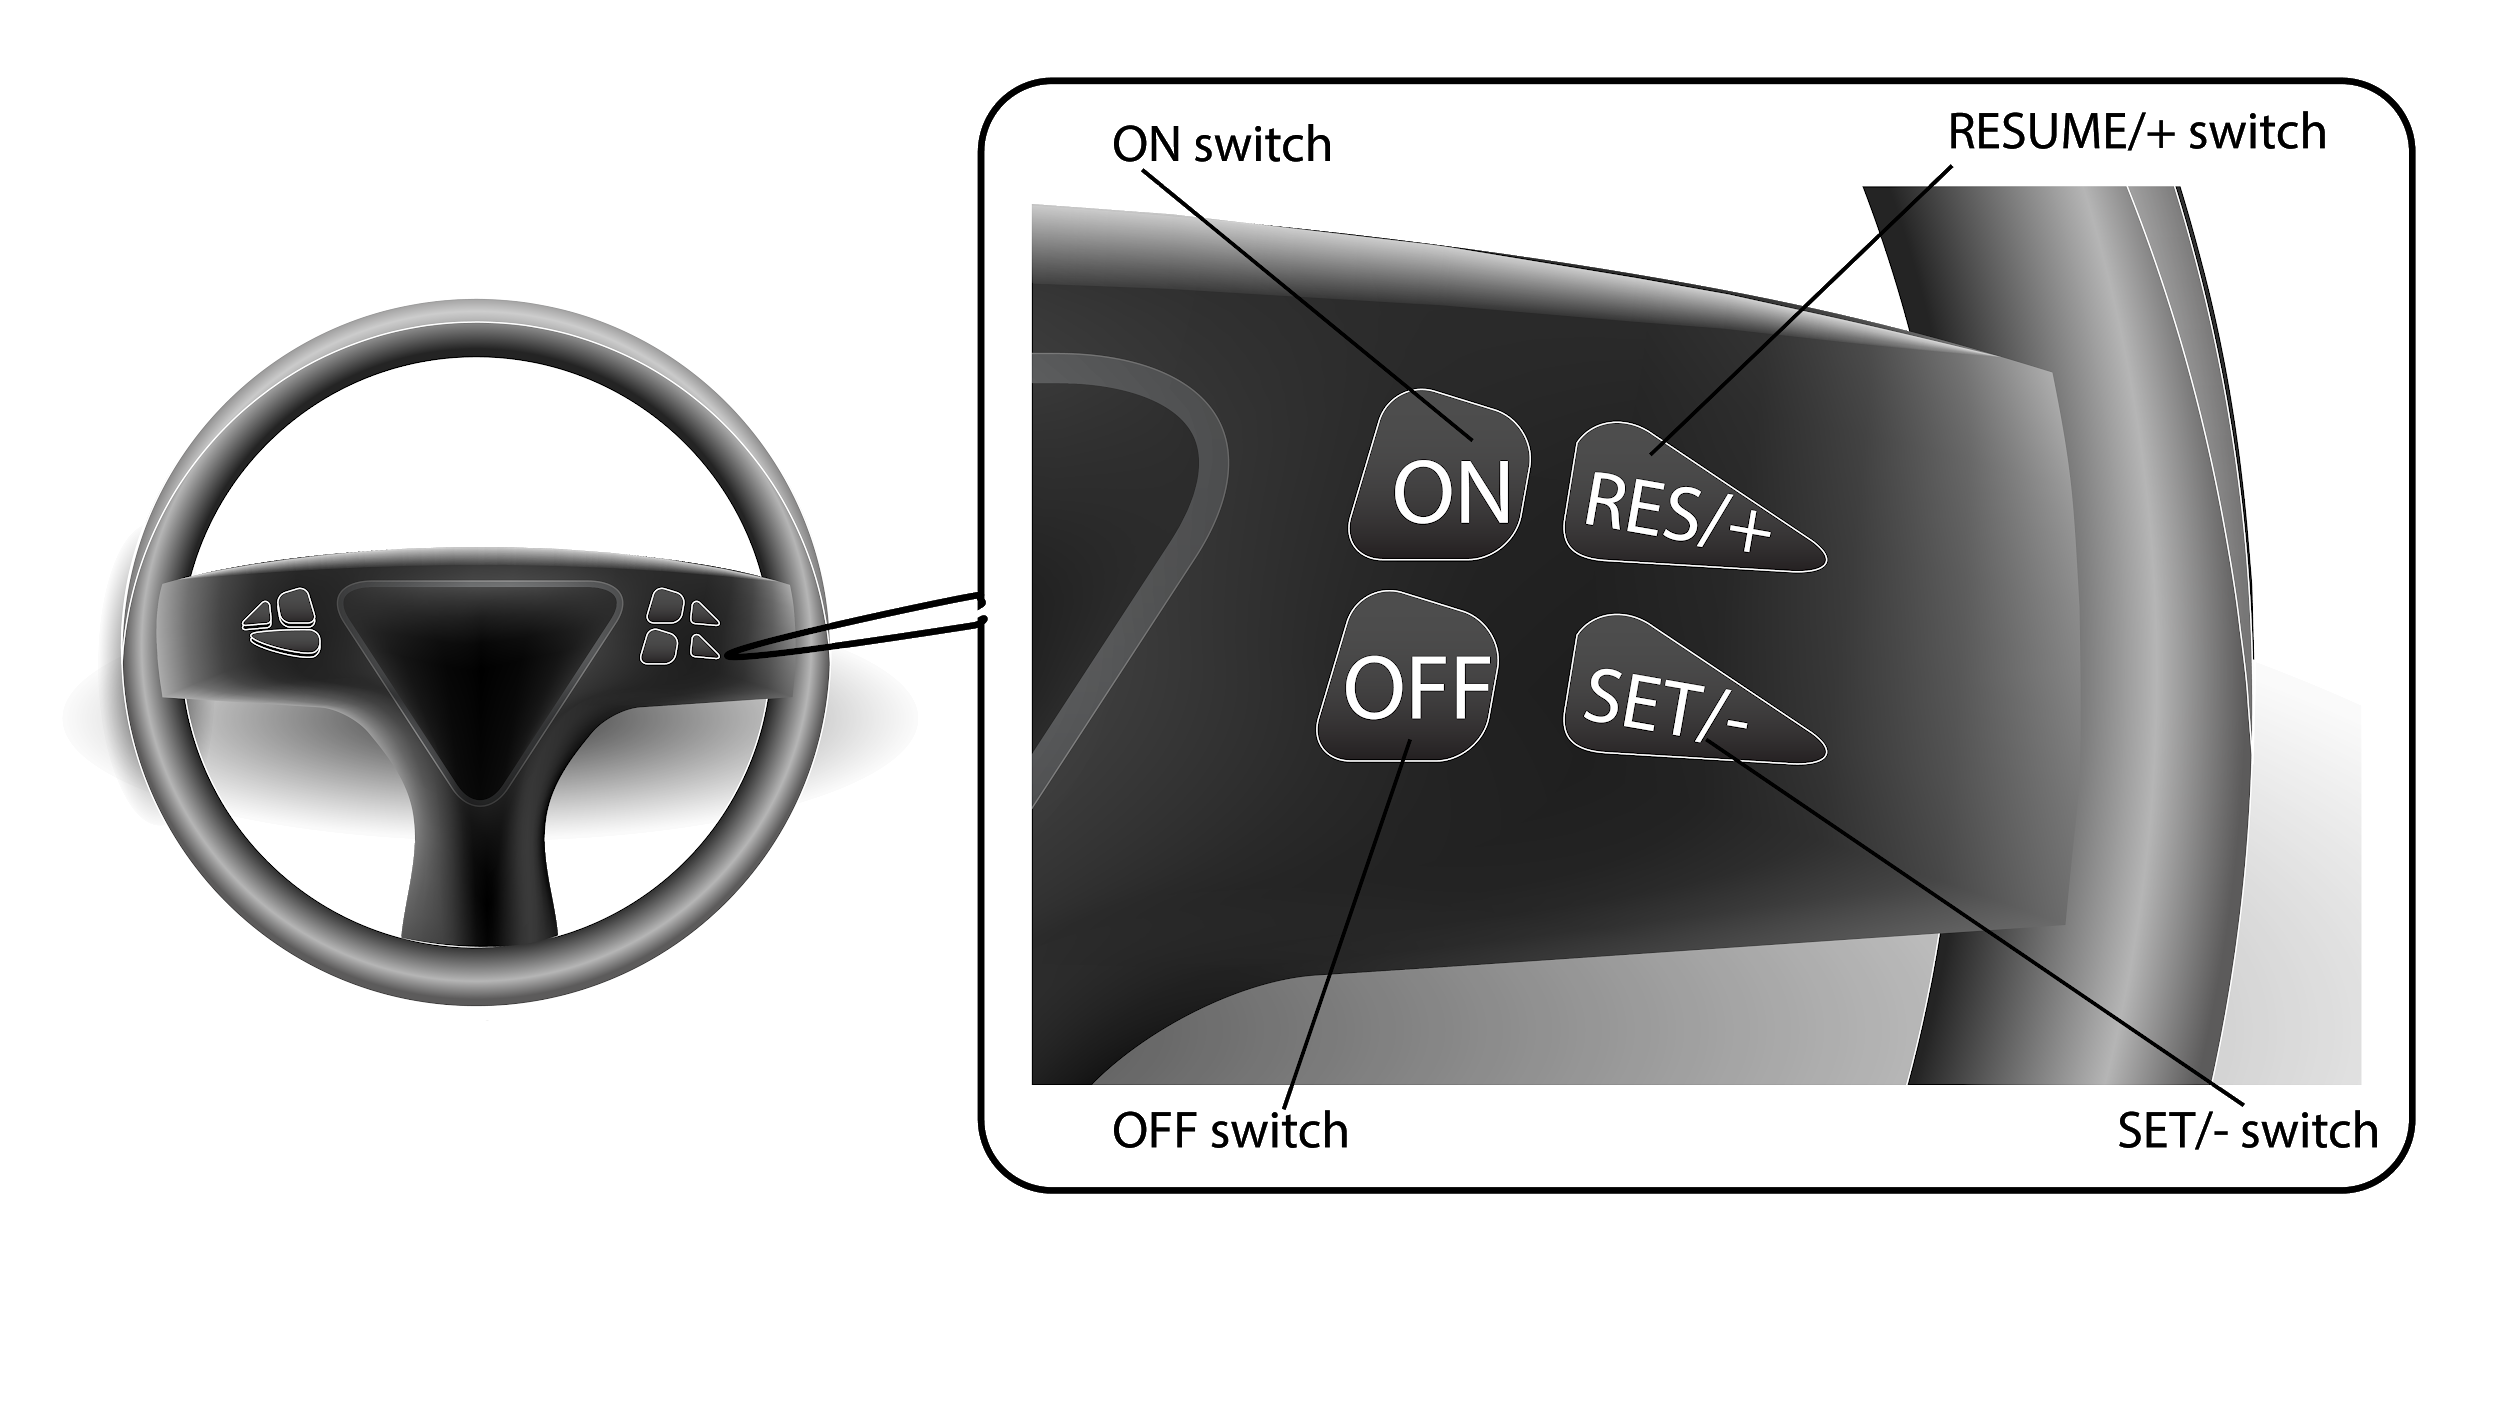 ON switch
RESUME/+ switch
ON
RES/+
OFF
SET/-
OFF switch
SET/- switch